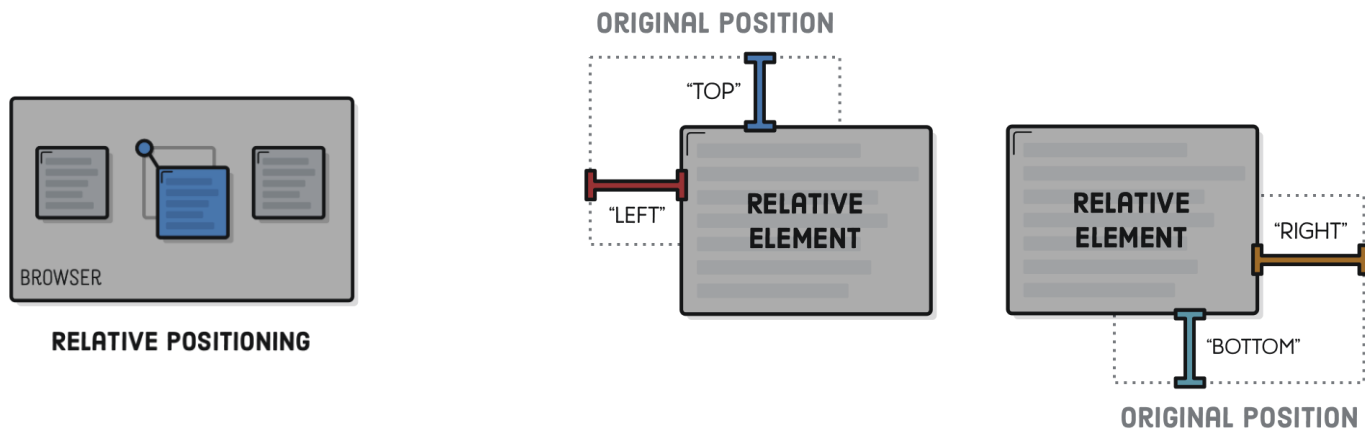 BROWSER
RELATIVE POSITIONING
ORIGINAL POSITION
“TOP”
“LEFT”
RELATIVE
ELEMENT
RELATIVE
ELEMENT
“RIGHT”
“BOTTOM”
ORIGINAL POSITION